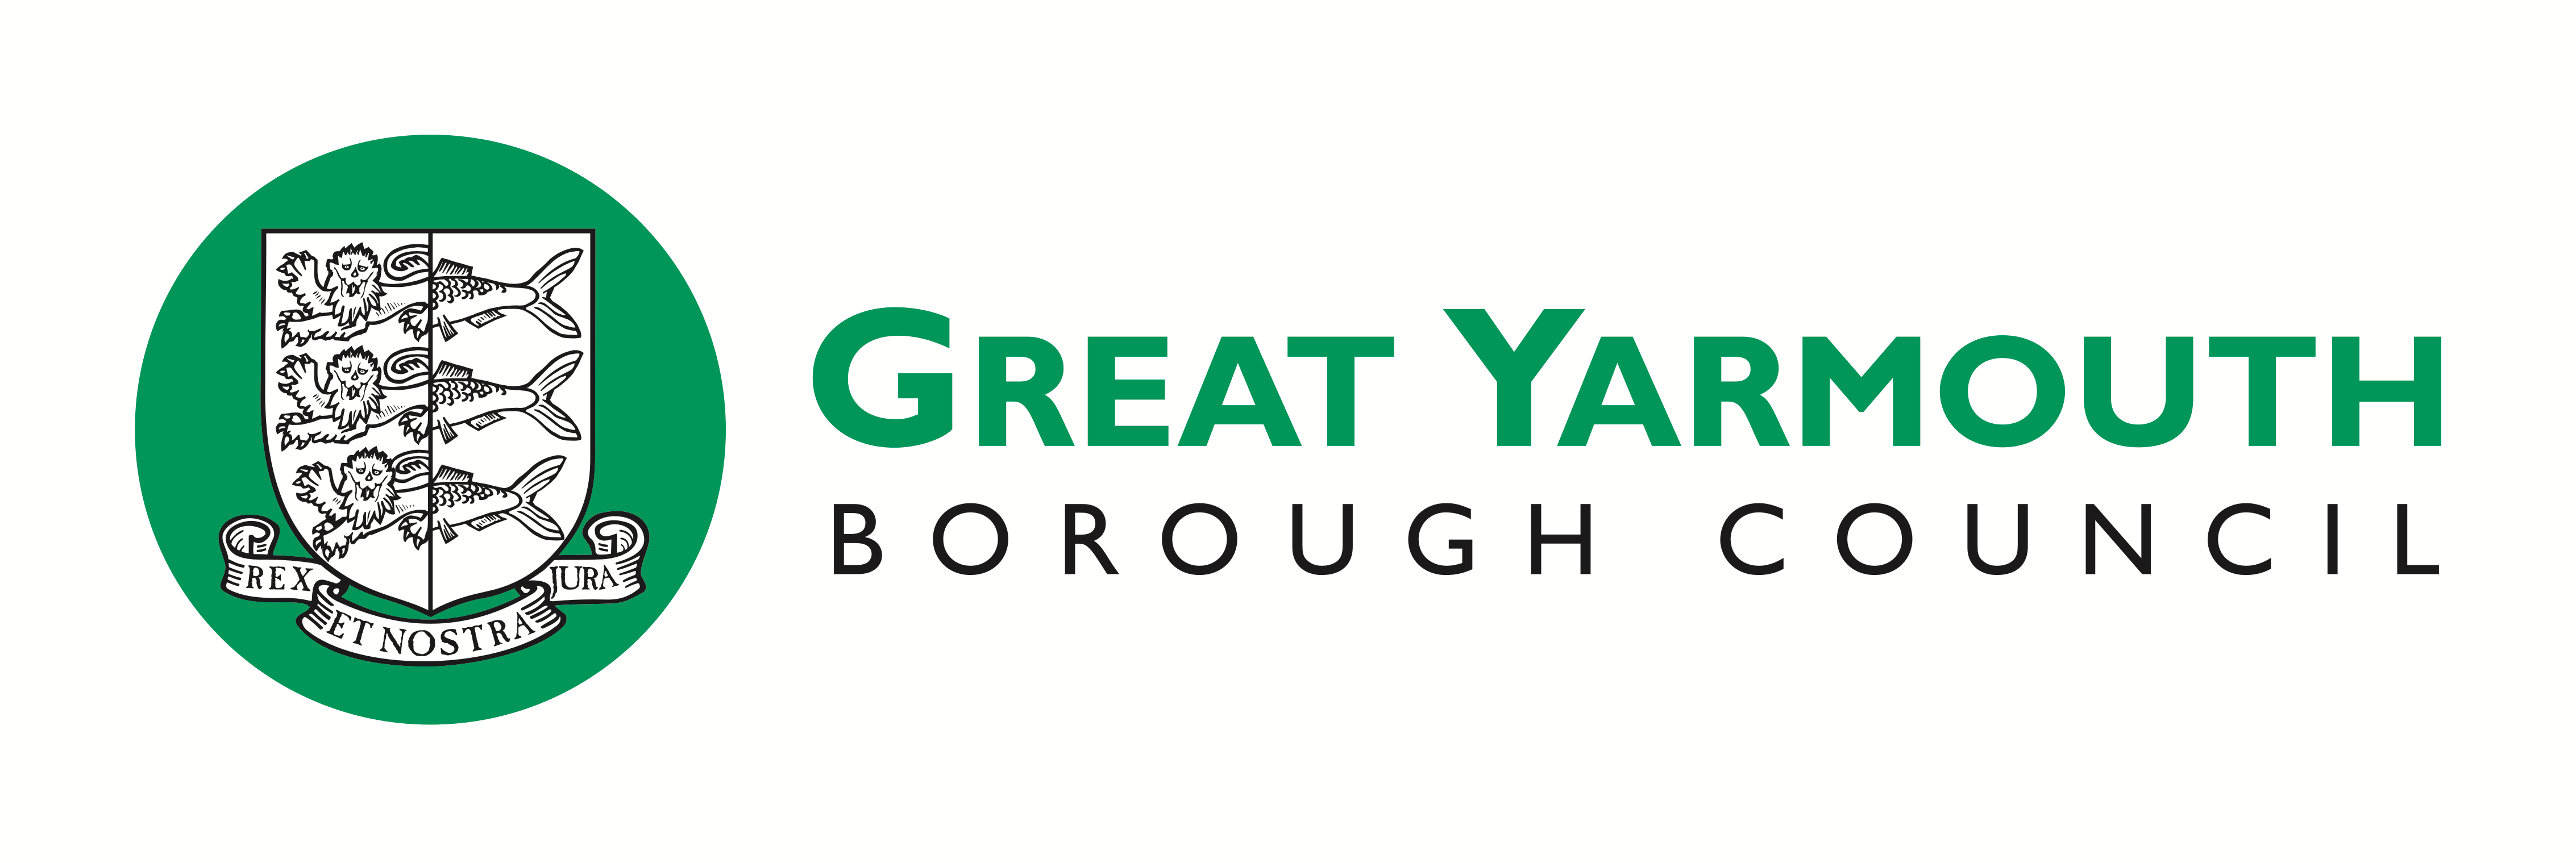 REX ET NOSTRA JURA
GREAT YARMOUTH
BOROUGH COUNCIL